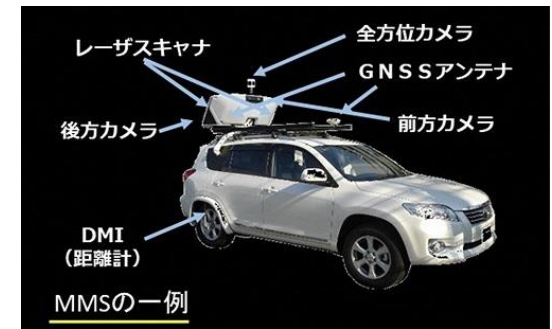 全方位カメラ
レーザスキャナ
ＧＮＳＳアンテナ
後方カメラ
前方カメラ
DMI
（距離計）
MMSの一例